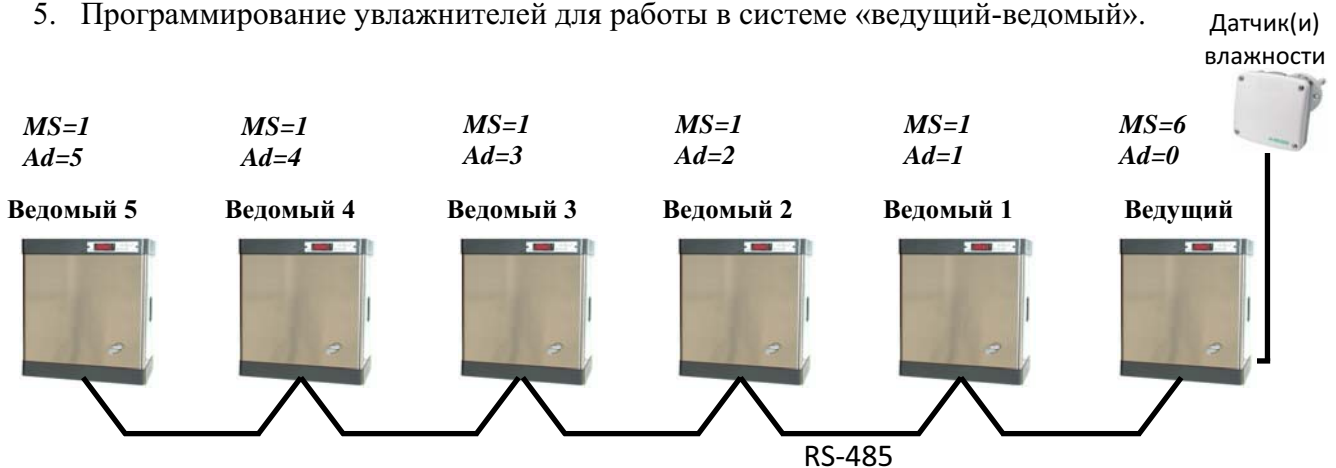 5. Программирование увлажнителей для работы в системе «ведущий-ведомый».
Датчик(и)
влажности
MS=1
Ad=5
MS=1
Ad=4
MS=1
Ad=3
MS=1
Ad=2
MS=1
Ad=1
MS=6
Ad=0
Ведомый 5
Ведомый 4
Ведомый 3
Ведомый 2
Ведомый 1
Ведущий
RS-485